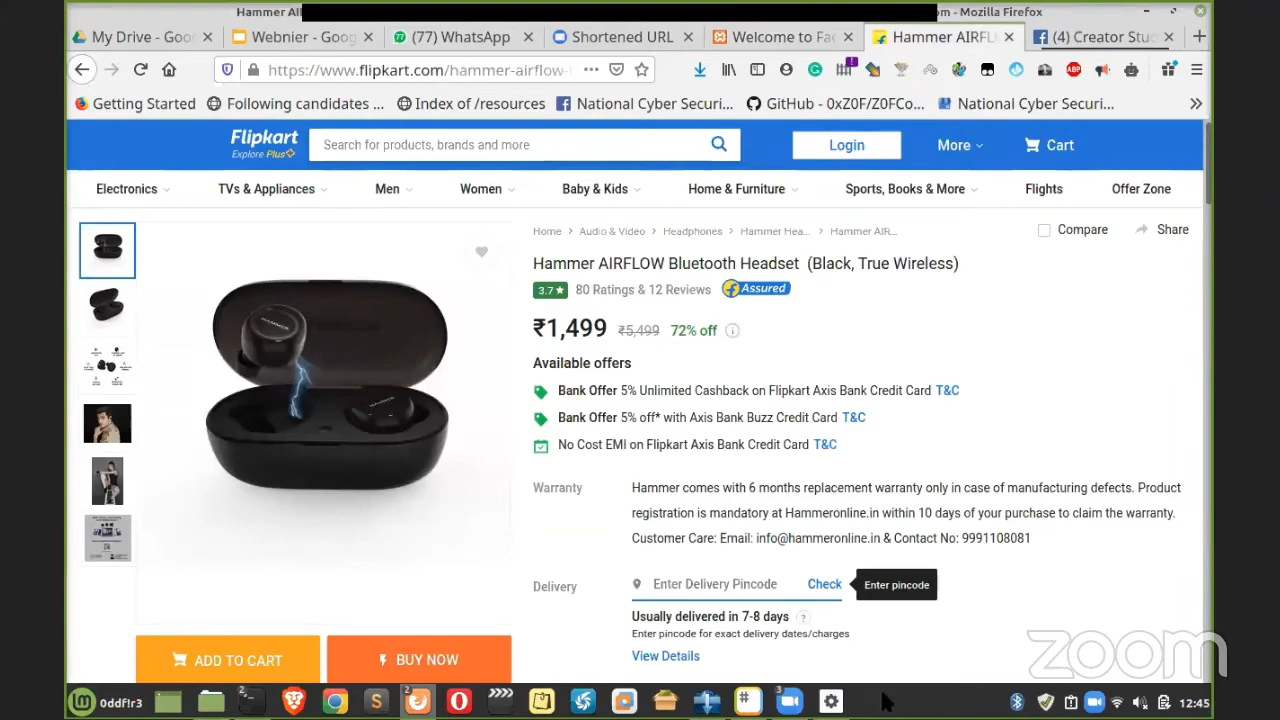 Hammer AI
om - Mozilla Firefox
My Drive - Goo
Webnier - Goog
(77) WhatsApp
Shortened URL
Welcome to Fac
Hammer AIRFL
(4) Creator Stu
https://www.flipkart.com/hammer-airflow-
Getting Started
Following candidates ...
Index of /resources
National Cyber Securi...
GitHub - 0xZ0F/Z0FCo...
National Cyber Securi...
Flipkart
Explore Plus
Search for products, brands and more
Login
More
Cart
Electronics
TVs & Appliances
Men
Women
Baby & Kids
Home & Furniture
Sports, Books & More
Flights
Offer Zone
Home
Audio & Video
Headphones
Hammer Hea...
Hammer AIR...
Compare
Share
Hammer AIRFLOW Bluetooth Headset (Black, True Wireless)
3.7★ 80 Ratings & 12 Reviews Assured
₹1,499 ₹5,499 72% off
Available offers
Bank Offer 5% Unlimited Cashback on Flipkart Axis Bank Credit Card T&C
Bank Offer 5% off* with Axis Bank Buzz Credit Card T&C
No Cost EMI on Flipkart Axis Bank Credit Card T&C
Warranty
Hammer comes with 6 months replacement warranty only in case of manufacturing defects. Product
registration is mandatory at Hammeronline.in within 10 days of your purchase to claim the warranty.
Customer Care: Email: info@hammeronline.in & Contact No: 9991108081
Delivery
Enter Delivery Pincode
Check
Enter pincode
Usually delivered in 7-8 days ?
Enter pincode for exact delivery dates/charges
View Details
ADD TO CART
BUY NOW
zoom
0ddf1r3
12:45